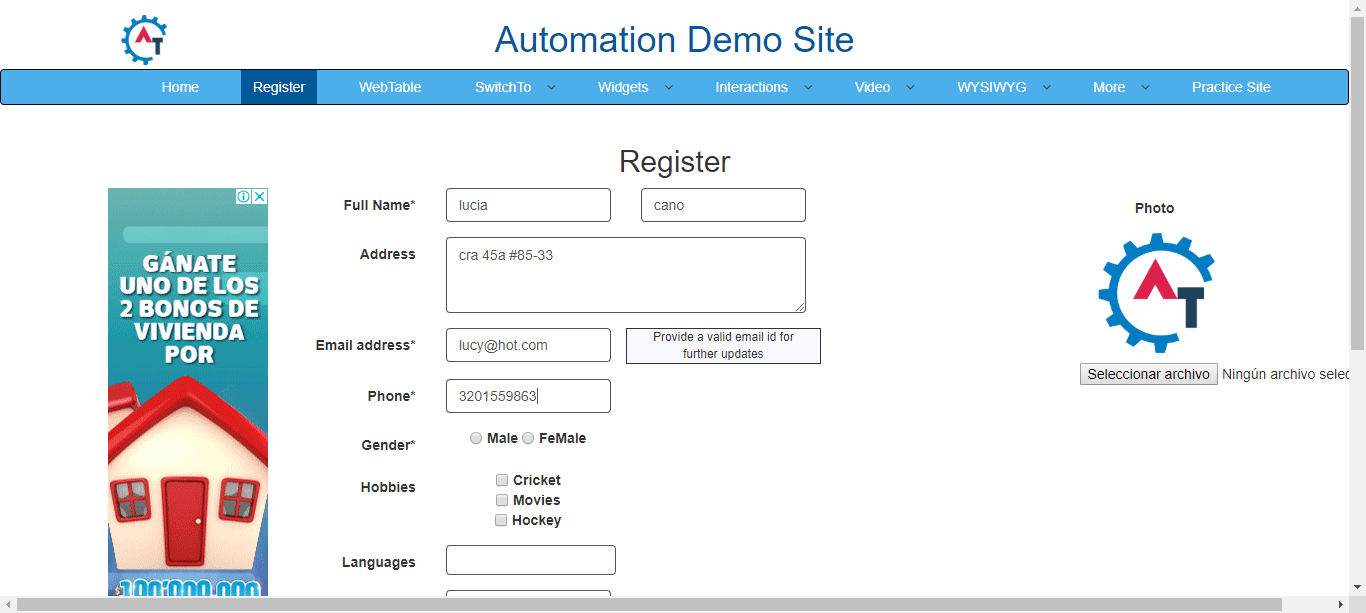 Automation Demo Site
Home Register WebTable SwitchTo Widgets Interactions Video WYSIWYG More Practice Site
Register
GÁNATE
UNO DE LOS
2 BONOS DE
VIVIENDA
POR
$100'000.000
Full Name* lucia cano
Address cra 45a #85-33
Email address* lucy@hot.com
Provide a valid email id for
further updates
Phone* 3201559863
Gender* Male FeMale
Hobbies
Cricket
Movies
Hockey
Languages
Photo
AT
Seleccionar archivo Ningún archivo selec